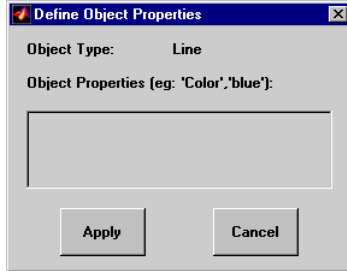 Define Object Properties
Object Type: Line
Object Properties (eg: 'Color','blue'):
Apply Cancel